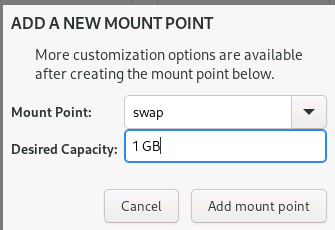 ADD A NEW MOUNT POINT
More customization options are available
after creating the mount point below.
Mount Point: swap
Desired Capacity: 1 GB
Cancel Add mount point